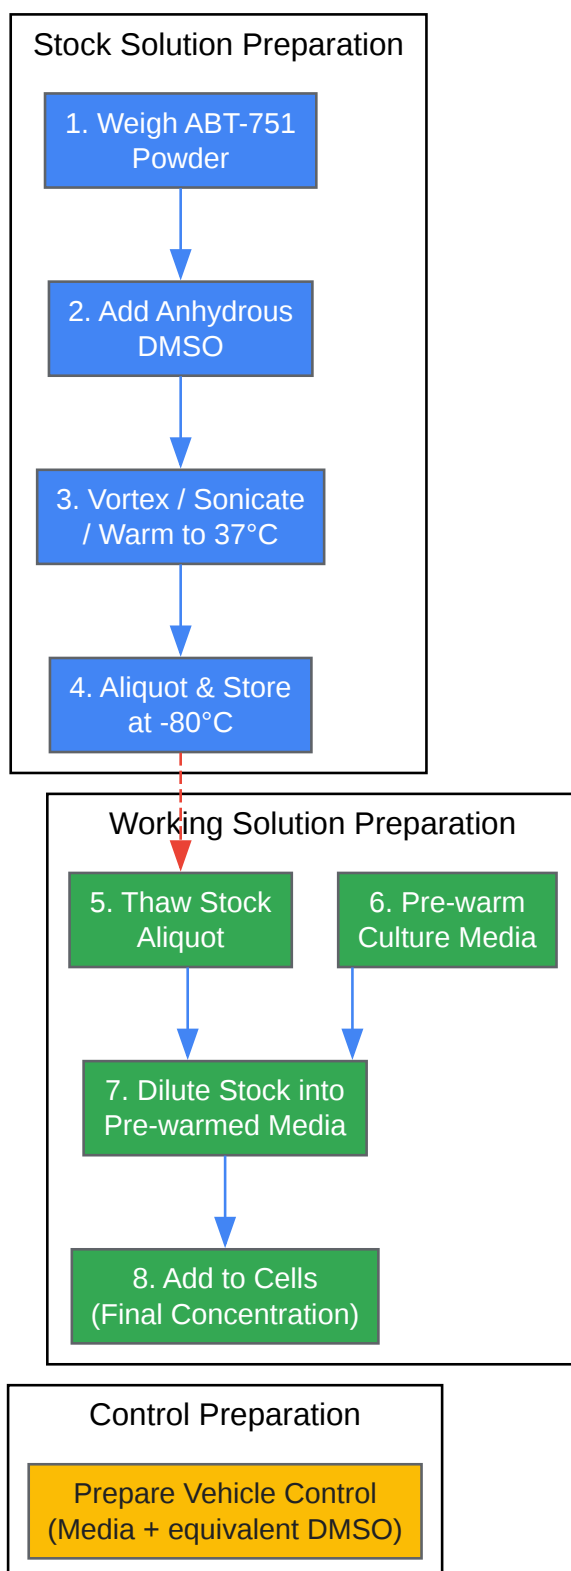 Stock Solution Preparation
1. Weigh ABT-751
Powder
2. Add Anhydrous
DMSO
3. Vortex / Sonicate
/ Warm to 37°C
4. Aliquot & Store
at -80°C
Working Solution Preparation
5. Thaw Stock
Aliquot
6. Pre-warm
Culture Media
7. Dilute Stock into
Pre-warmed Media
8. Add to Cells
(Final Concentration)
Control Preparation
Prepare Vehicle Control
(Media + equivalent DMSO)